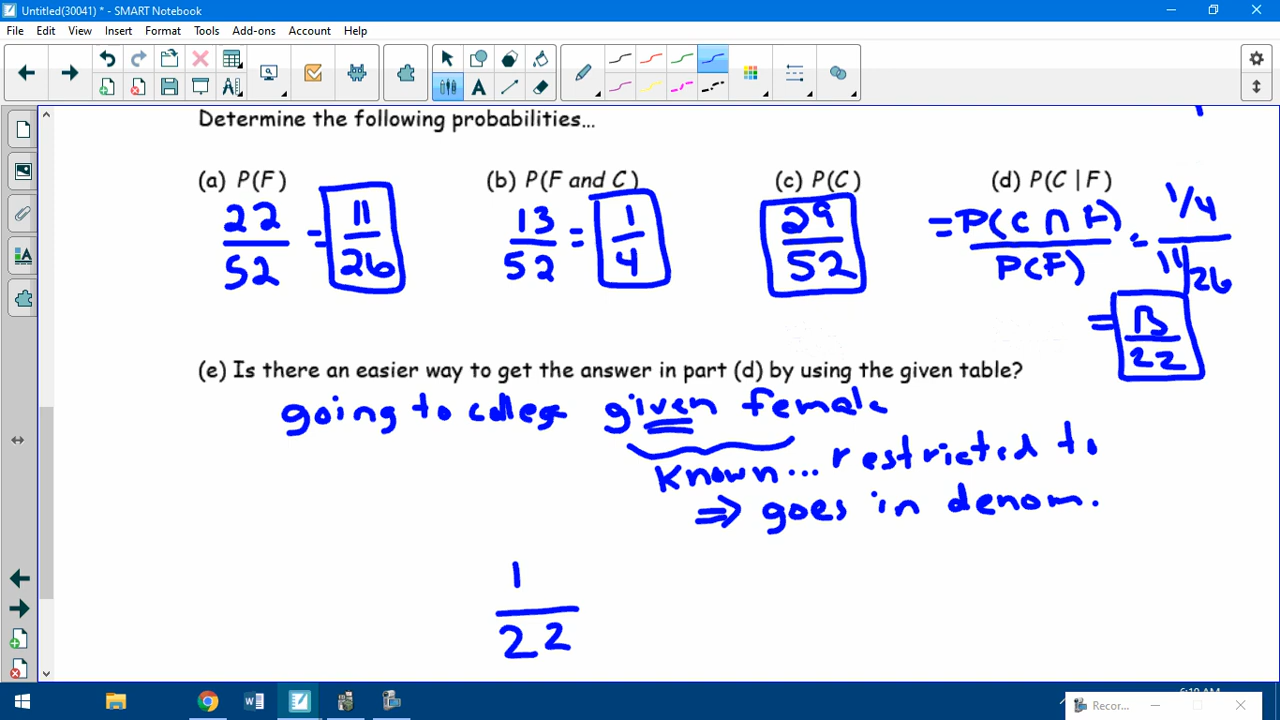 Untitled(30041) * - SMART Notebook
File Edit View Insert Format Tools Add-ons Account Help
Determine the following probabilities...
(a) P(F) (b) P(F and C) (c) P(C) (d) P(C | F)
22/52 = 11/26
13/52 = 1/4
29/52
= P(C ∩ F)/P(F) = 1/4 / 11/26
= 13/22
(e) Is there an easier way to get the answer in part (d) by using the given table?
going to college given female
known... restricted to
⇒ goes in denom.
1
22
Recor...